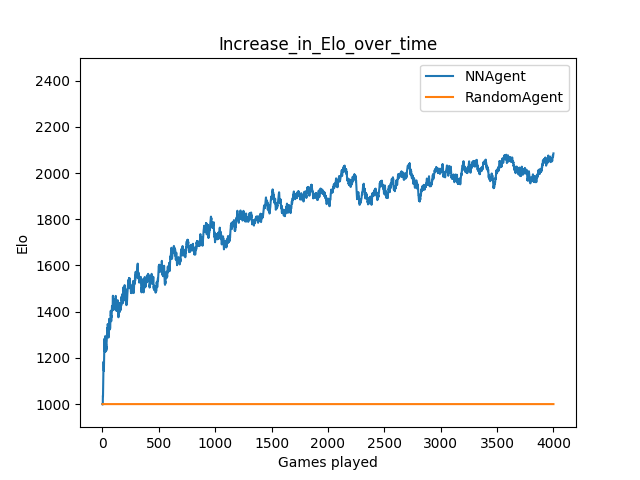 Increase_in_Elo_over_time
NNAgent
RandomAgent
2400
2200
2000
1800
1600
1400
1200
1000
Elo
0 500 1000 1500 2000 2500 3000 3500 4000
Games played